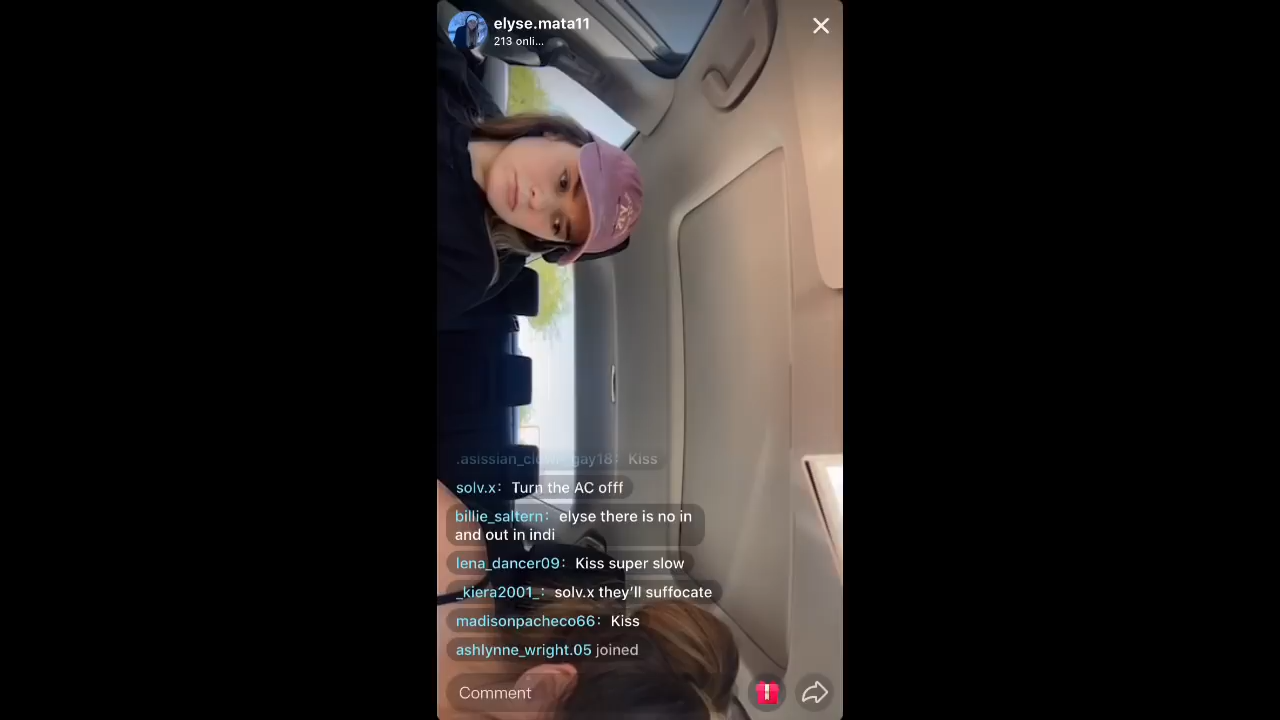 elyse.mata11
213 onli...
Kiss
solv.x: Turn the AC offf
billie_saltern: elyse there is no in
and out in indi
lena_dancer09: Kiss super slow
_kiera2001_: solv.x they'll suffocate
madisonpacheco66: Kiss
ashlynne_wright.05 joined
Comment